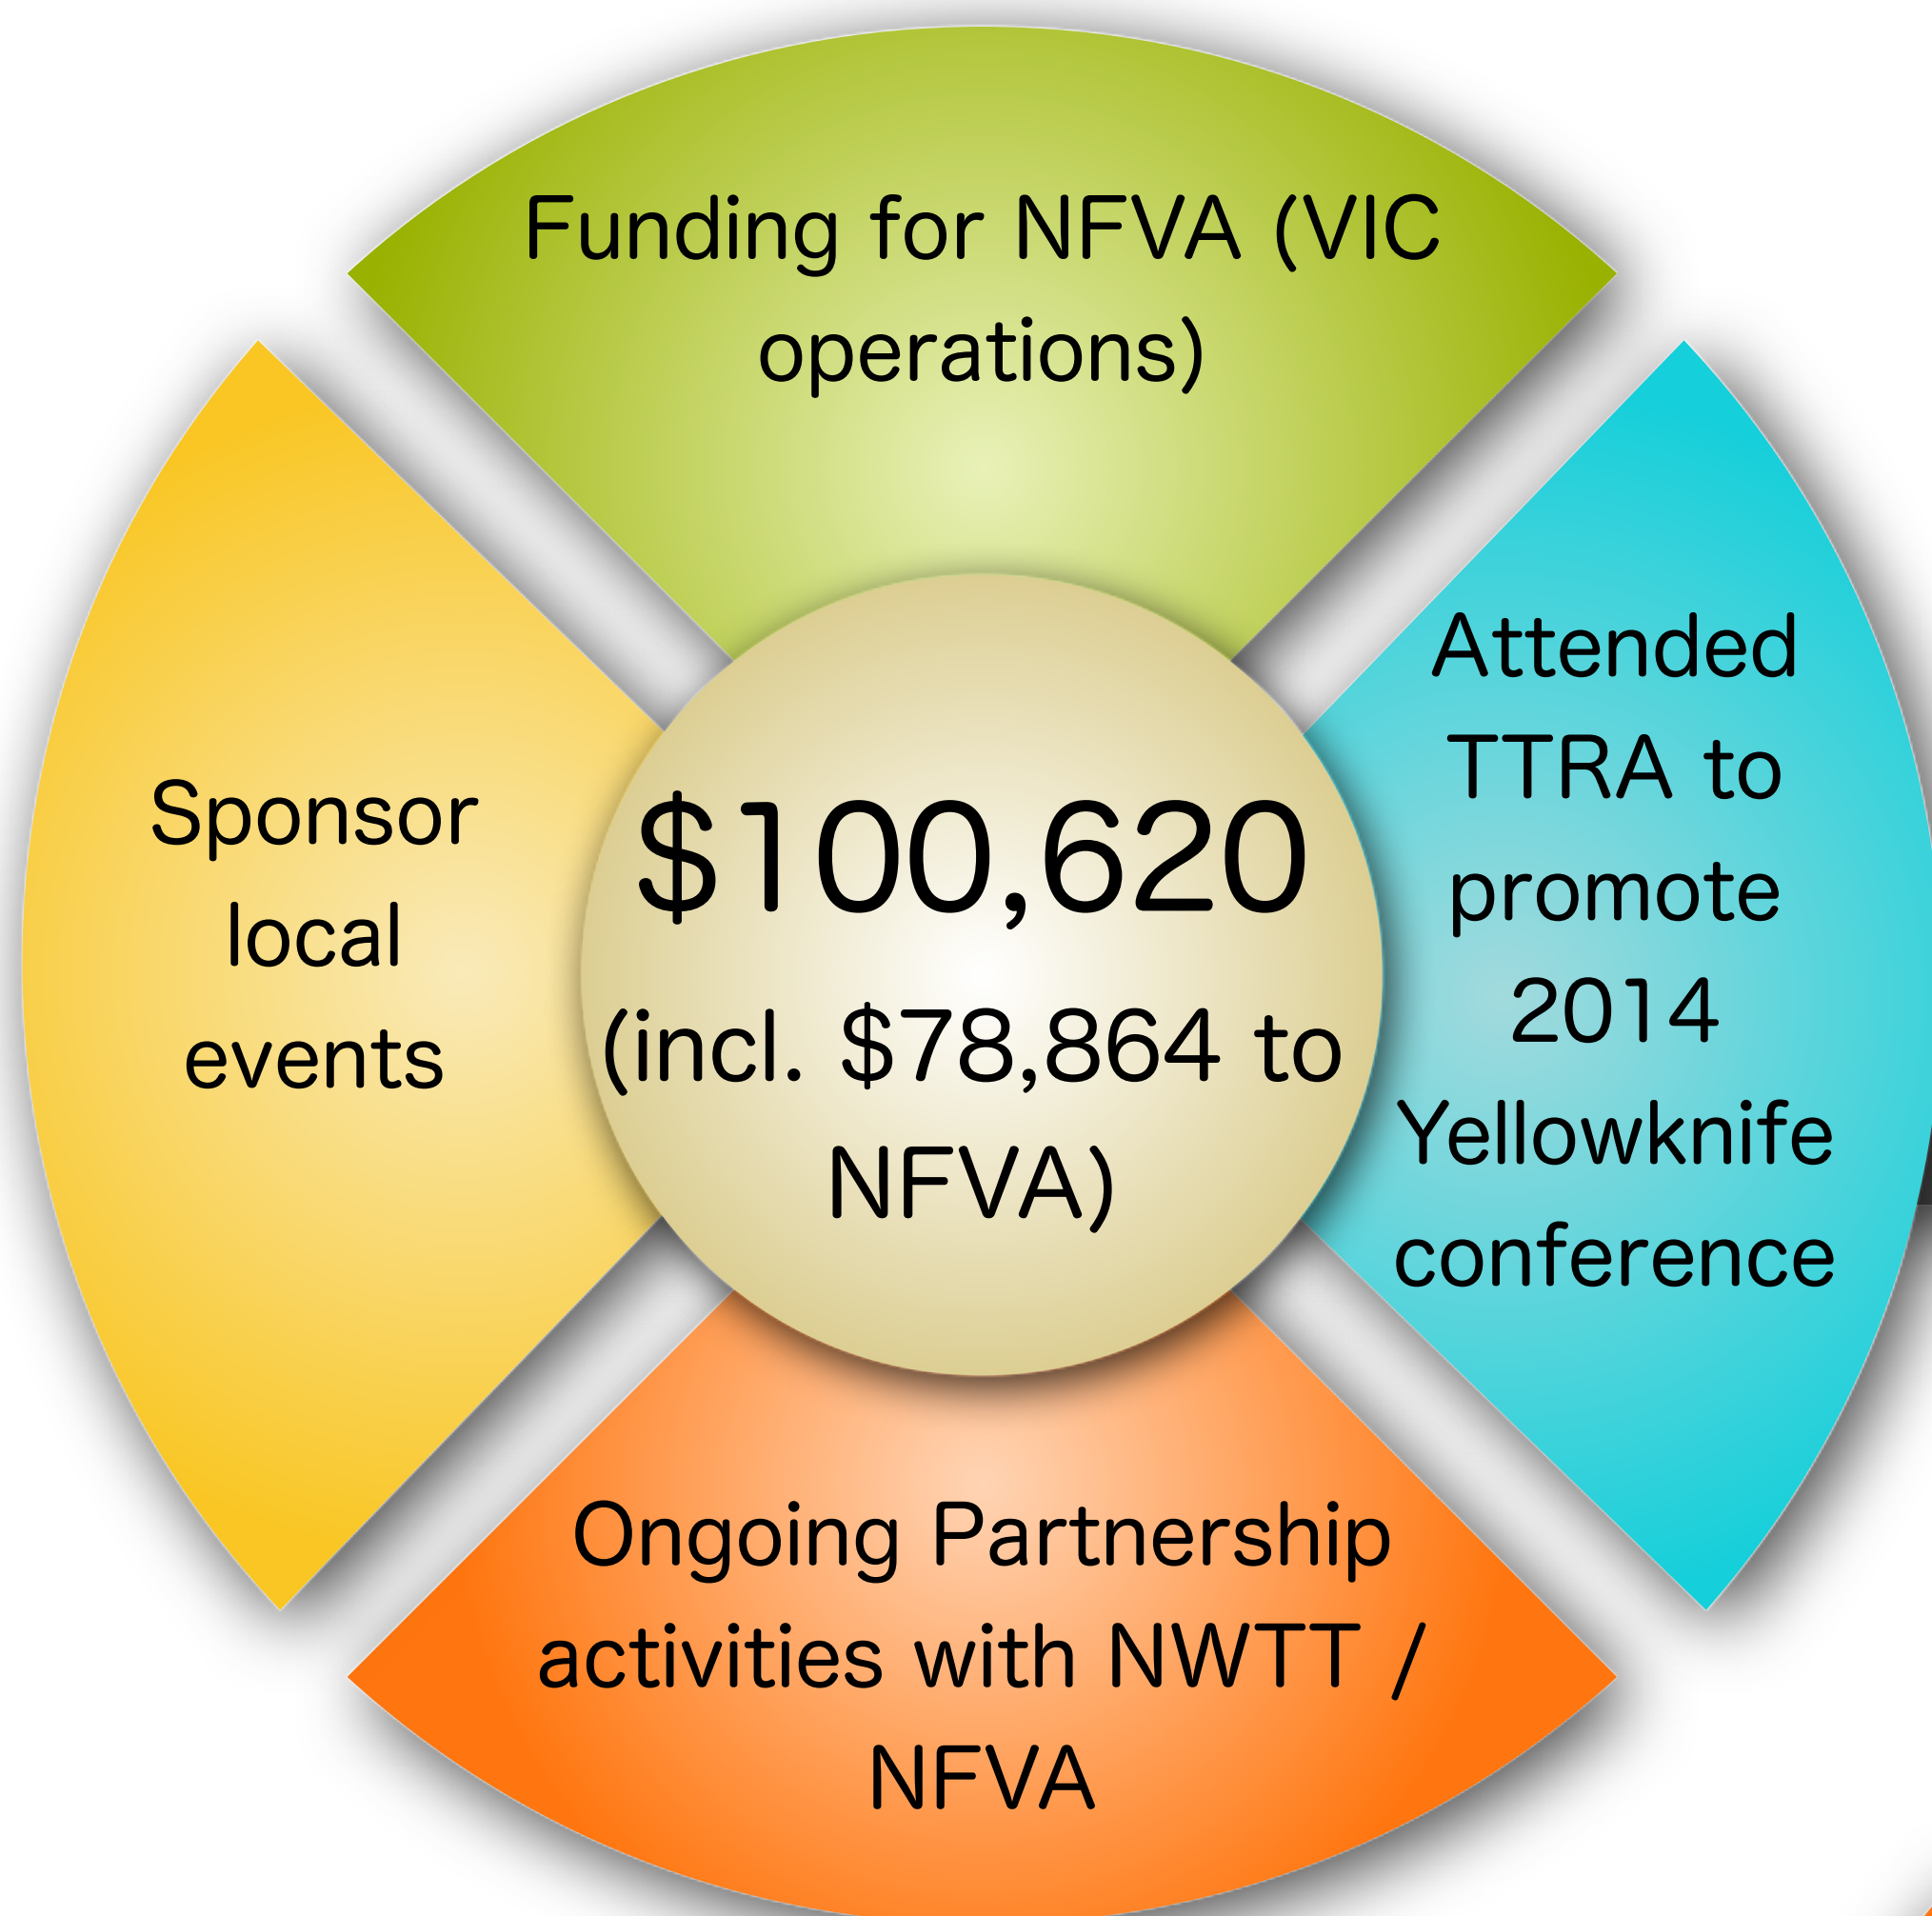 Funding for NFVA (VIC
operations)
Attended
TTRA to
promote
2014
Yellowknife
conference
Ongoing Partnership
activities with NWTT /
NFVA
Sponsor
local
events
$100,620
(incl. $78,864 to
NFVA)